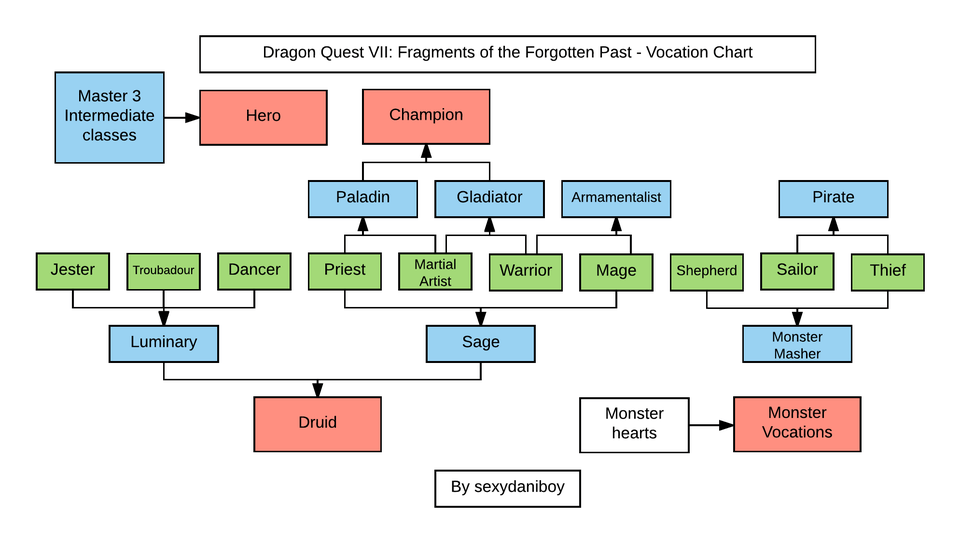 Dragon Quest VII: Fragments of the Forgotten Past - Vocation Chart
Master 3
Intermediate
classes
Hero
Champion
Paladin
Gladiator
Armamentalist
Pirate
Jester
Troubadour
Dancer
Priest
Martial
Artist
Warrior
Mage
Shepherd
Sailor
Thief
Luminary
Sage
Monster
Masher
Druid
Monster
hearts
Monster
Vocations
By sexydaniboy